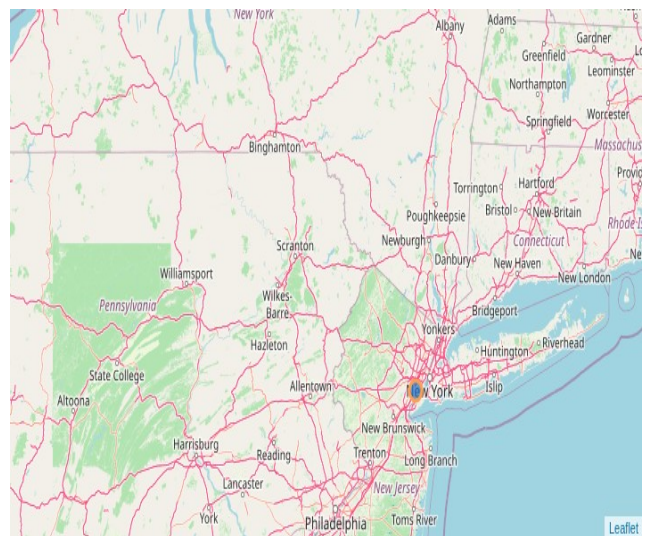 New York
Albany
Adams
Gardner
Greenfield
Leominster
Northampton
Worcester
Springfield
Binghamton
Massachus
Provid
Torrington
Hartford
Poughkeepsie
Bristol
New Britain
Rhode Is
Scranton
Newburgh
Connecticut
Danbury
New Haven
Ne
Williamsport
New London
Pennsylvania
Wilkes-
Barre
Bridgeport
Yonkers
Hazleton
Huntington
Riverhead
State College
Allentown
New York
Islip
Altoona
New Brunswick
Harrisburg
Reading
Trenton
Long Branch
Lancaster
New Jersey
York
Philadelphia
Toms River
Leaflet